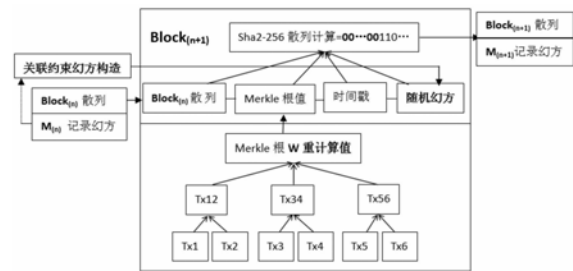 Block(n+1)
Sha2-256 散列计算=00⋯00110⋯
Block(n+1) 散列
M(n+1)记录幻方
关联约束幻方构造
Block(n) 散列
M(n) 记录幻方
Block(n) 散列
Merkle 根值
时间戳
随机幻方
Merkle 根 W 重计算值
Tx12
Tx34
Tx56
Tx1
Tx2
Tx3
Tx4
Tx5
Tx6